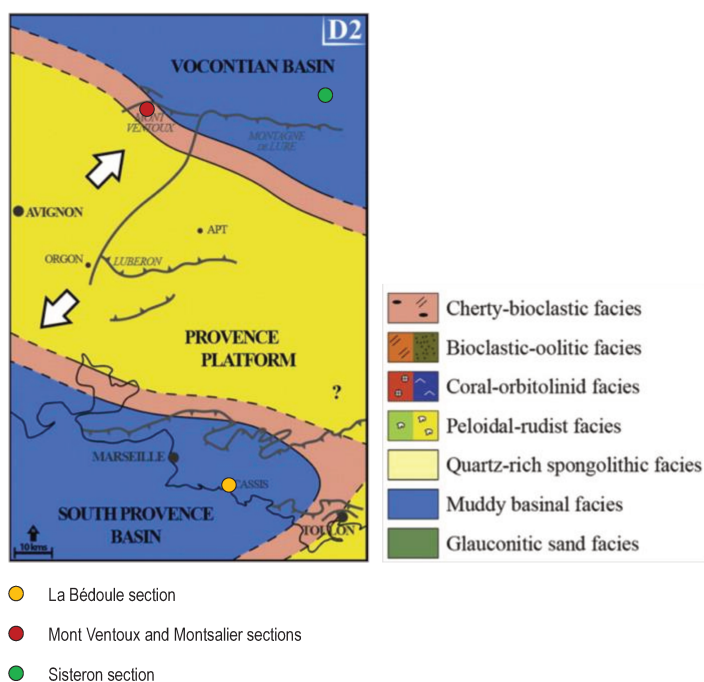 D2
VOCONTIAN BASIN
MONT
VENTOUX
MONTAGNE
DE LURE
AVIGNON
APT
ORGON
LUBERON
PROVENCE
PLATFORM
?
MARSEILLE
CASSIS
SOUTH PROVENCE
BASIN
TOULON
10 kms
Cherty-bioclastic facies
Bioclastic-oolitic facies
Coral-orbitolinid facies
Peloidal-rudist facies
Quartz-rich spongolithic facies
Muddy basinal facies
Glauconitic sand facies
La Bédoule section
Mont Ventoux and Montsalier sections
Sisteron section